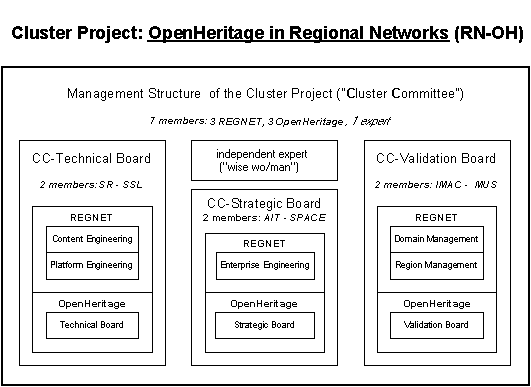 Cluster Project: OpenHeritage in Regional Networks (RN-OH)
Management Structure of the Cluster Project ("Cluster Committee")
7 members: 3 REGNET, 3 OpenHeritage, 1 expert
CC-Technical Board
2 members: SR - SSL
REGNET
Content Engineering
Platform Engineering
OpenHeritage
Technical Board
independent expert
("wise wo/man")
CC-Strategic Board
2 members: AIT - SPACE
REGNET
Enterprise Engineering
OpenHeritage
Strategic Board
CC-Validation Board
2 members: IMAC - MUS
REGNET
Domain Management
Region Management
OpenHeritage
Validation Board